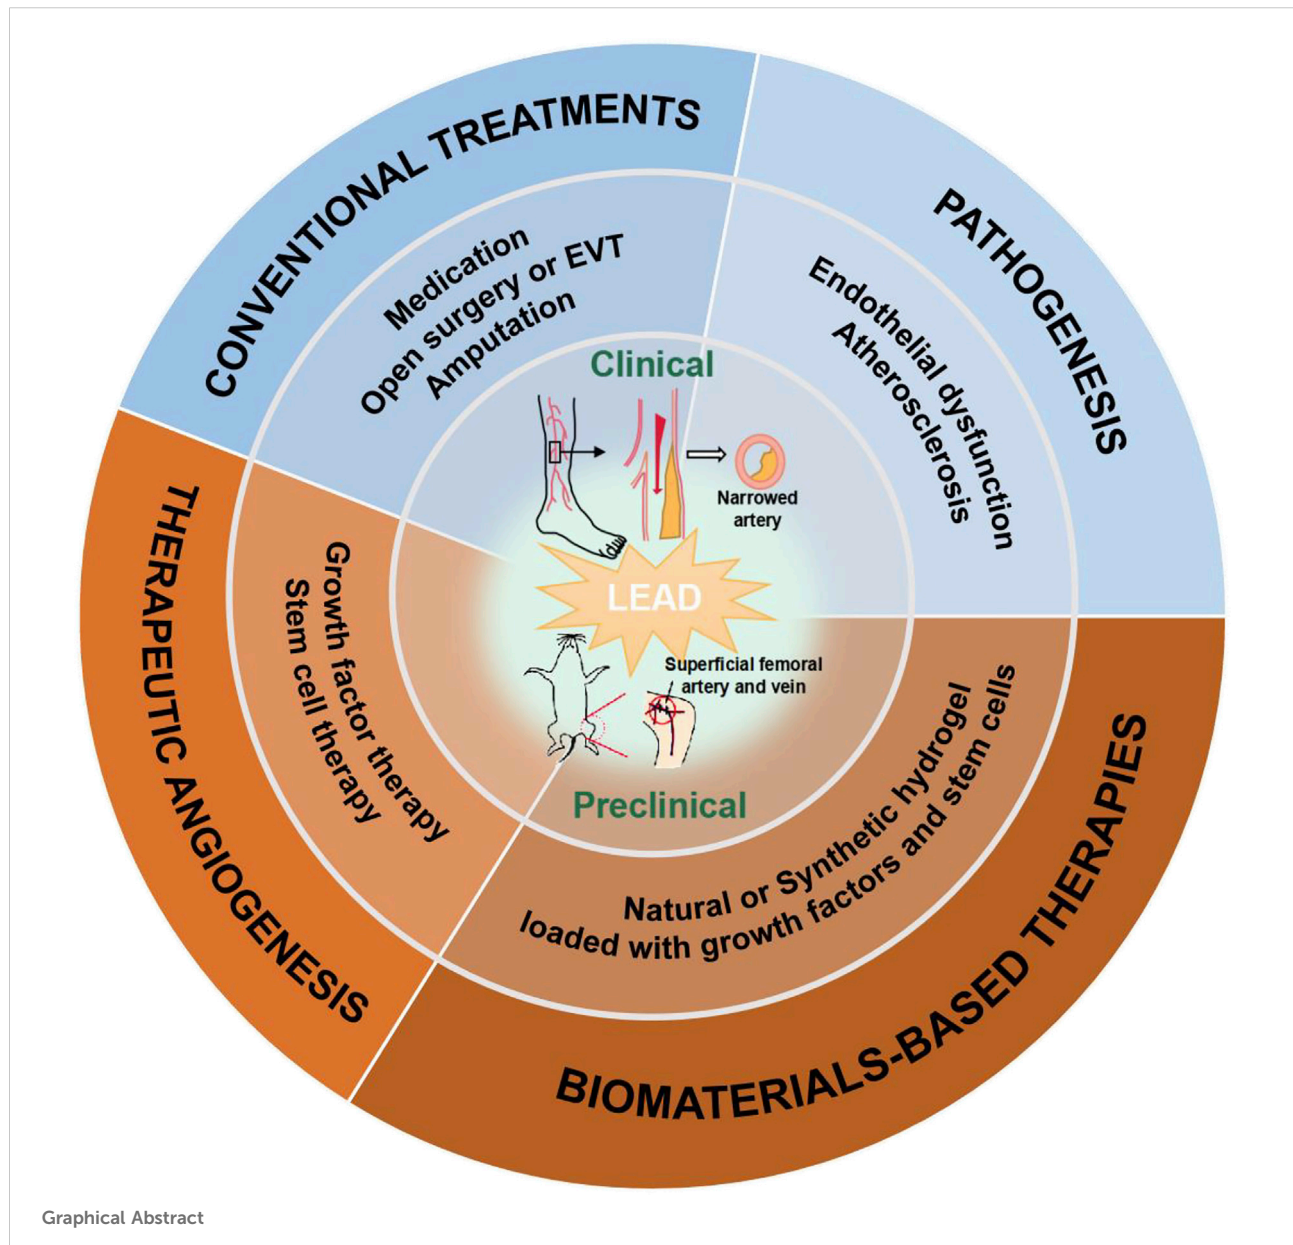 CONVENTIONAL TREATMENTS
Medication
Open surgery or EVT
Amputation
PATHOGENESIS
Endothelial dysfunction
Atherosclerosis
Clinical
Narrowed
artery
LEAD
Superficial femoral
artery and vein
Preclinical
THERAPEUTIC ANGIOGENESIS
Growth factor therapy
Stem cell therapy
Natural or Synthetic hydrogel
loaded with growth factors and stem cells
BIOMATERIALS-BASED THERAPIES
Graphical Abstract